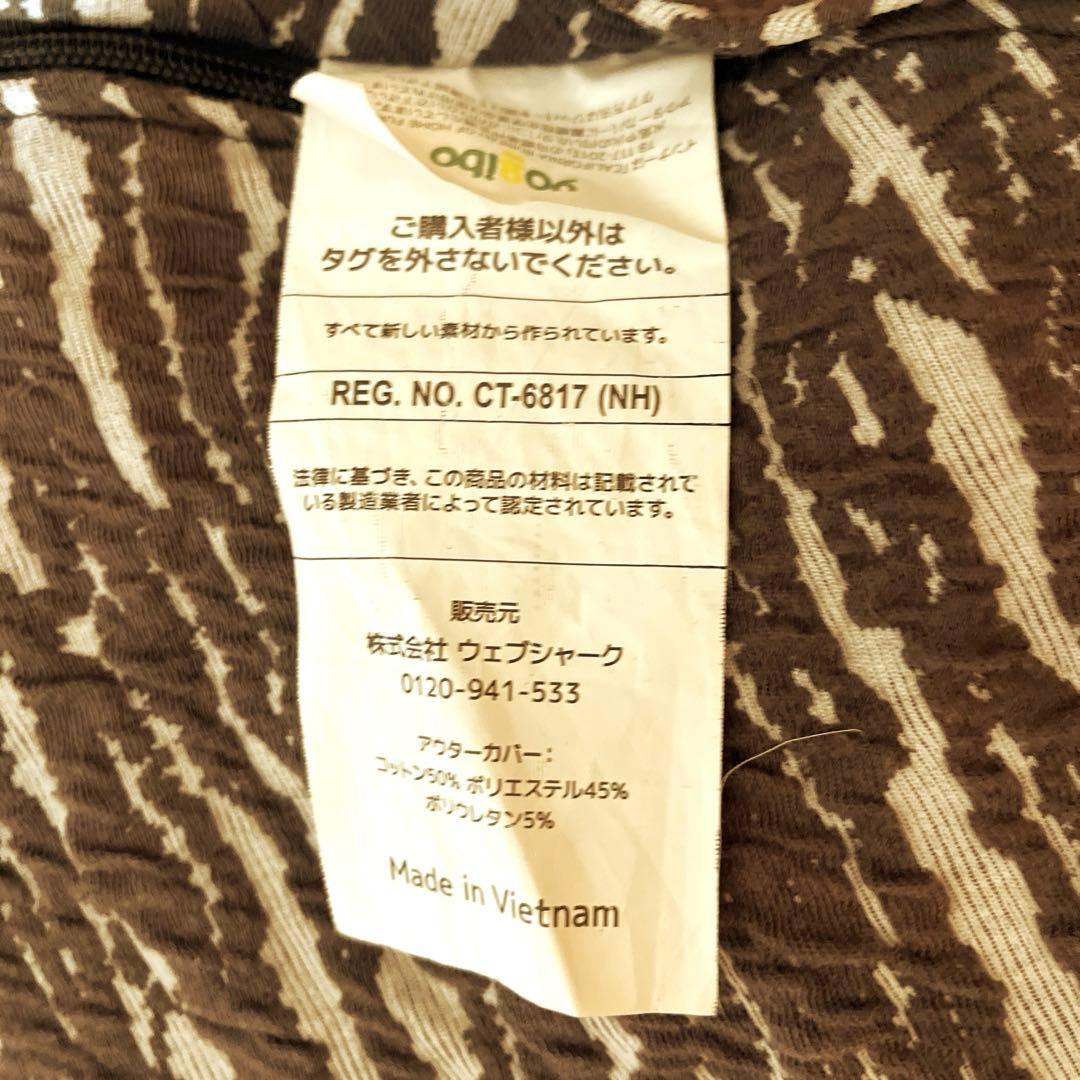 yogibo
ご購入者様以外は
タグを外さないでください。
すべて新しい素材から作られています。
REG. NO. CT-6817 (NH)
法律に基づき、この商品の材料は記載されて
いる製造業者によって認定されています。
販売元
株式会社 ウェブシャーク
0120-941-533
アウターカバー:
コットン50% ポリエステル45%
ポリウレタン5%
Made in Vietnam